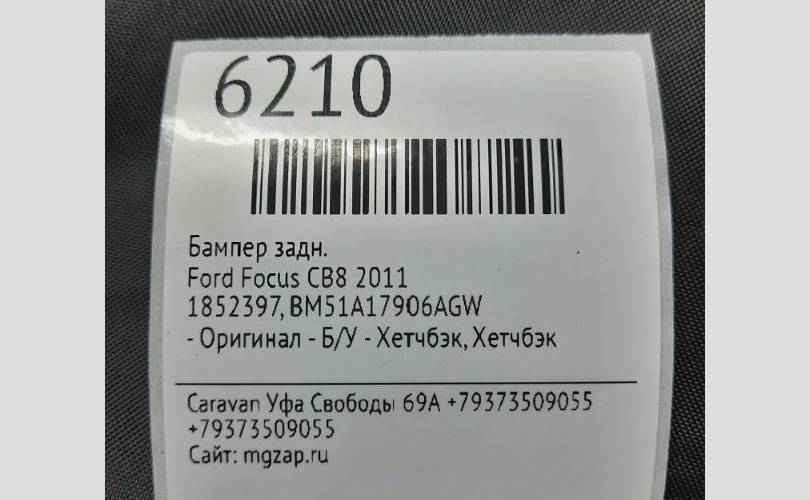 6210
Бампер задн.
Ford Focus CB8 2011
1852397, BM51A17906AGW
- Оригинал - Б/У - Хетчбэк, Хетчбэк
Caravan Уфа Свободы 69А +79373509055
+79373509055
Сайт: mgzap.ru